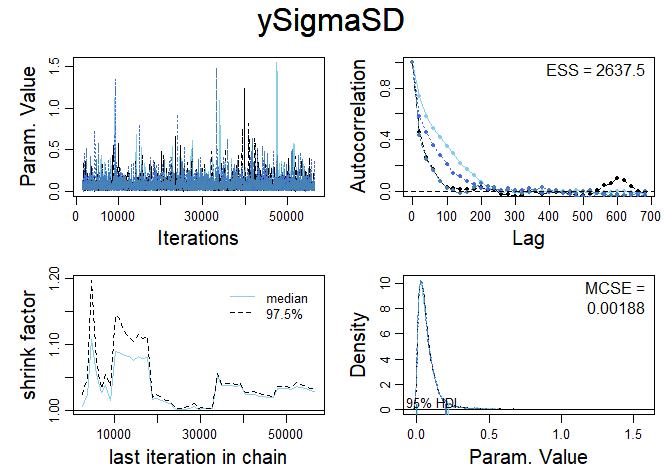 ySigmaSD
Param. Value
0.0 0.5 1.0 1.5
0 10000 30000 50000
Iterations
Autocorrelation
0.0 0.4 0.8
ESS = 2637.5
0 100 200 300 400 500 600 700
Lag
shrink factor
1.00 1.10 1.20
median
97.5%
10000 30000 50000
last iteration in chain
Density
0 2 4 6 8 10
MCSE =
0.00188
95% HDI
0.0 0.5 1.0 1.5
Param. Value